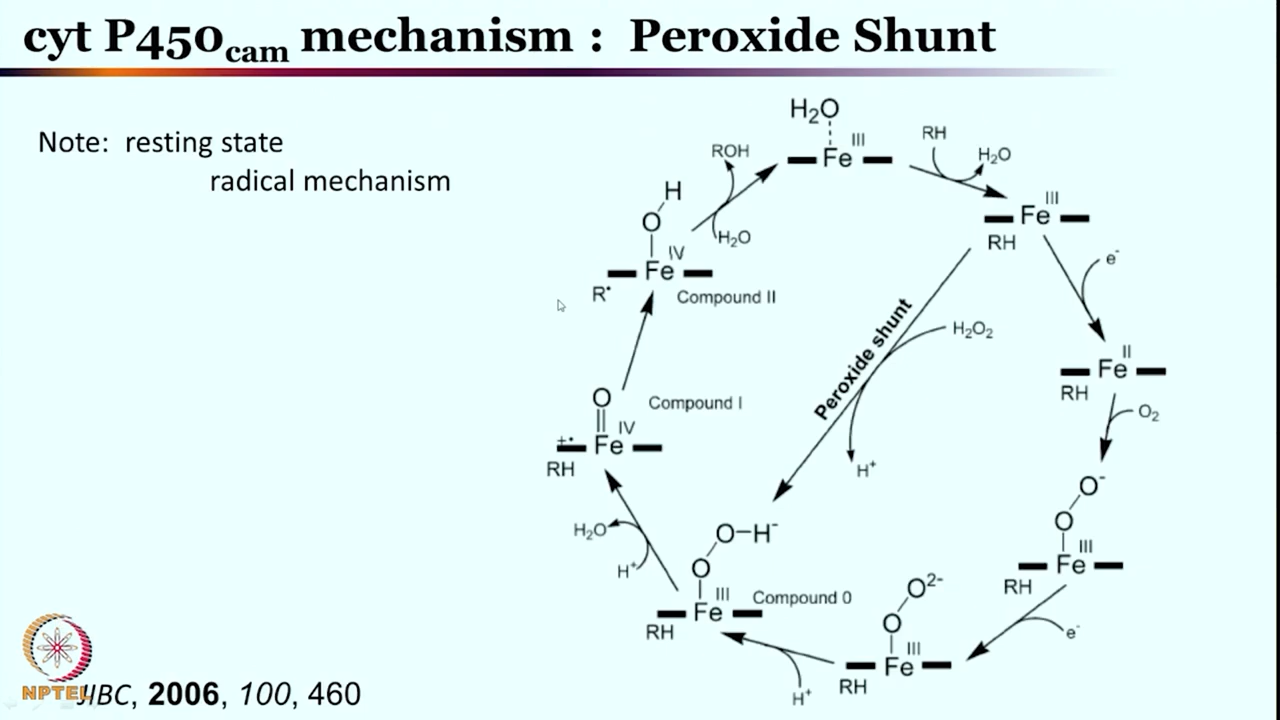 cyt P450cam mechanism : Peroxide Shunt
Note: resting state
radical mechanism
H2O
III
Fe
RH
H2O
III
Fe
RH
e-
II
Fe
RH
O2
O-
O
III
Fe
RH
e-
O2-
O
III
Fe
RH
H+
O-H-
O
III
Fe
Compound 0
RH
H+
H2O
O
Compound I
+•
IV
Fe
RH
H
O
IV
Fe
R•
Compound II
ROH
H2O
Peroxide shunt
H2O2
H+
NPTEL
JIBC, 2006, 100, 460